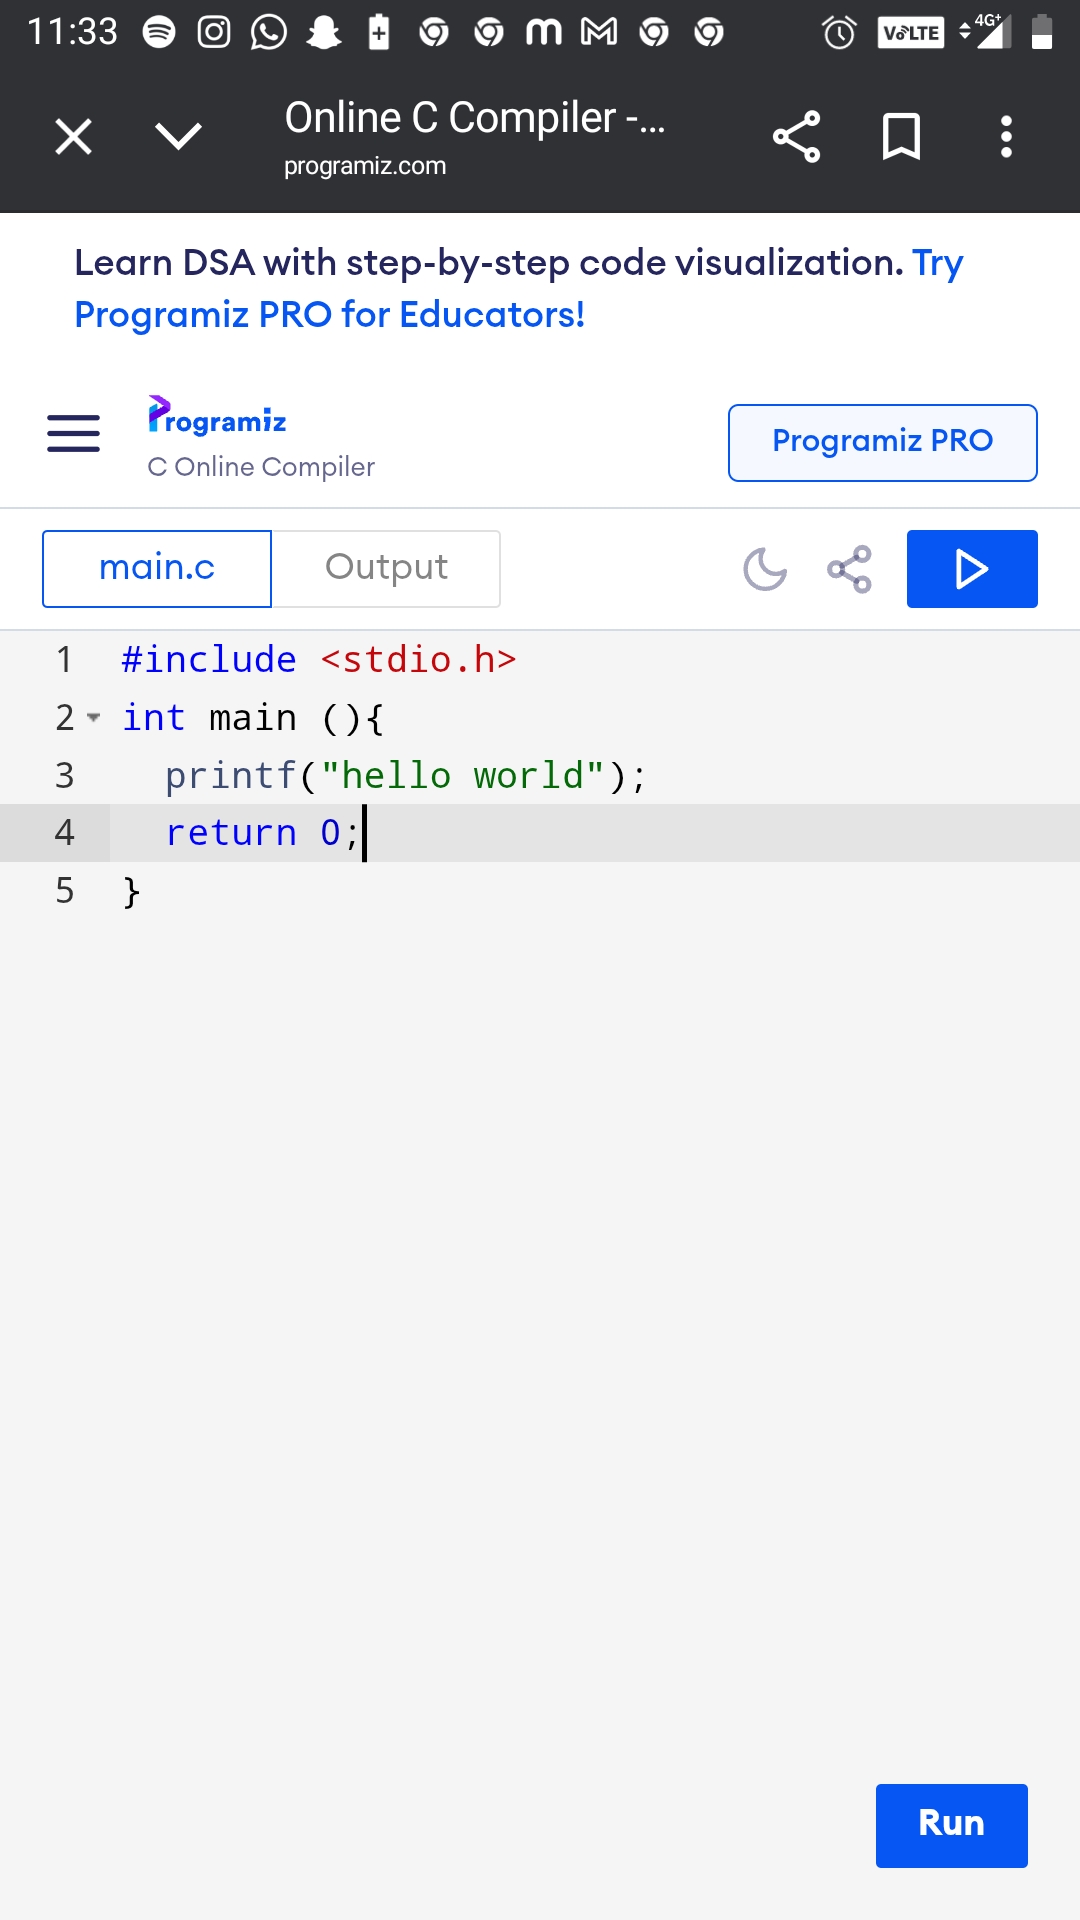 11:33 VoLTE 4G+
Online C Compiler -...
programiz.com
Learn DSA with step-by-step code visualization. Try
Programiz PRO for Educators!
Programiz
C Online Compiler
Programiz PRO
main.c Output
1 #include <stdio.h>
2 int main (){
3 printf("hello world");
4 return 0;
5 }
Run